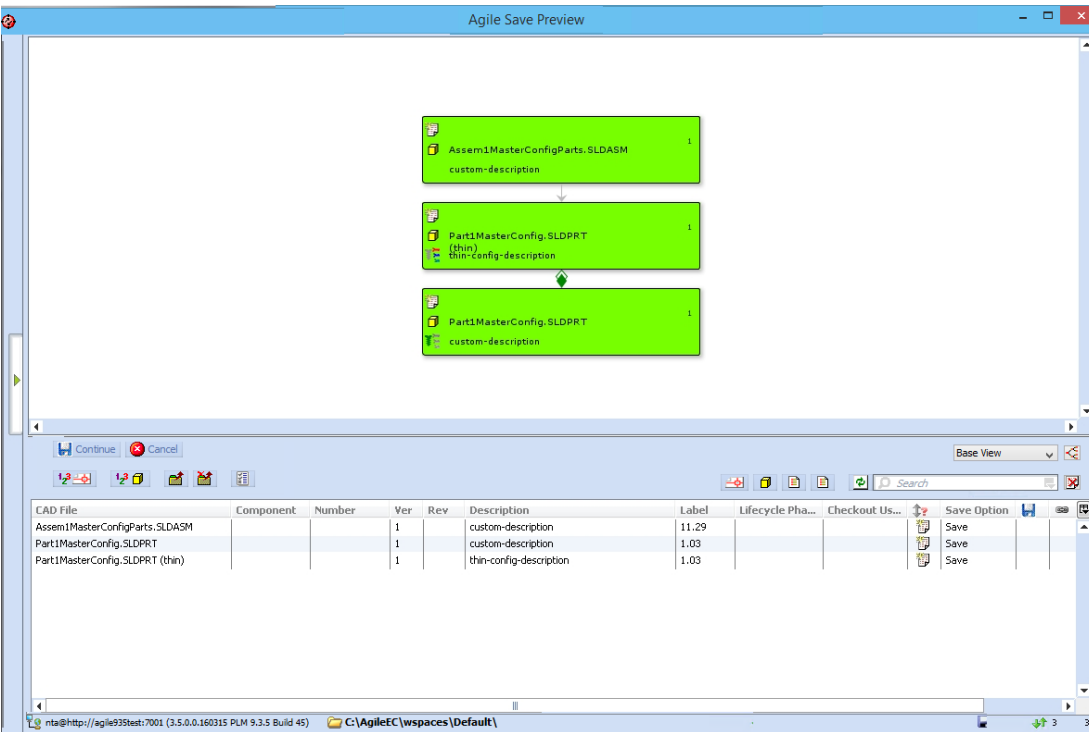 Agile Save Preview
1
Assem1MasterConfigParts.SLDASM
custom-description
1
Part1MasterConfig.SLDPRT
(thin)
thin-config-description
1
Part1MasterConfig.SLDPRT
custom-description
Continue Cancel
Base View
Search
CAD File Component Number Ver Rev Description Label Lifecycle Pha... Checkout Us... Save Option
Assem1MasterConfigParts.SLDASM 1 custom-description 11.29 Save
Part1MasterConfig.SLDPRT 1 custom-description 1.03 Save
Part1MasterConfig.SLDPRT (thin) 1 thin-config-description 1.03 Save
nta@http://agile935test:7001 (3.5.0.0.160315 PLM 9.3.5 Build 45) C:\AgileEC\wspaces\Default\ 3 3